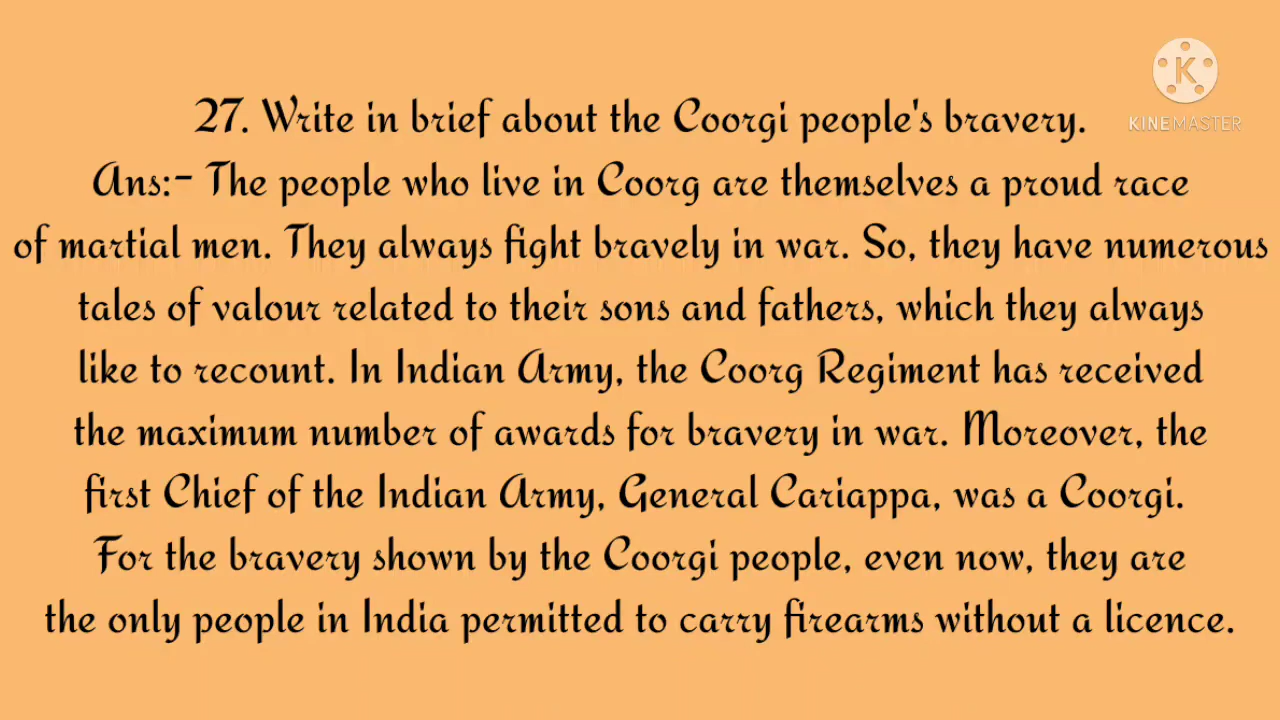 27. Write in brief about the Coorgi people's bravery.
Ans:- The people who live in Coorg are themselves a proud race
of martial men. They always fight bravely in war. So, they have numerous
tales of valour related to their sons and fathers, which they always
like to recount. In Indian Army, the Coorg Regiment has received
the maximum number of awards for bravery in war. Moreover, the
first Chief of the Indian Army, General Cariappa, was a Coorgi.
For the bravery shown by the Coorgi people, even now, they are
the only people in India permitted to carry firearms without a licence.
K
KINEMASTER